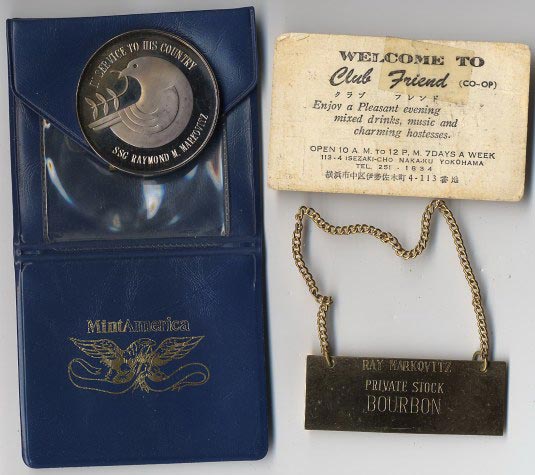 IN SERVICE TO HIS COUNTRY
SSG RAYMOND M. MARKOVITZ
MintAmerica
WELCOME TO
Club Friend (CO-OP)
クラブ フレンド
Enjoy a Pleasant evening
mixed drinks, music and
charming hostesses.
OPEN 10 A. M. TO 12 P. M. 7DAYS A WEEK
113-4 ISEZAKI-CHO NAKA-KU YOKOHAMA
TEL. 251 - 1834
横浜市中区伊勢佐木町4-113番地
RAY MARKOVITZ
PRIVATE STOCK
BOURBON